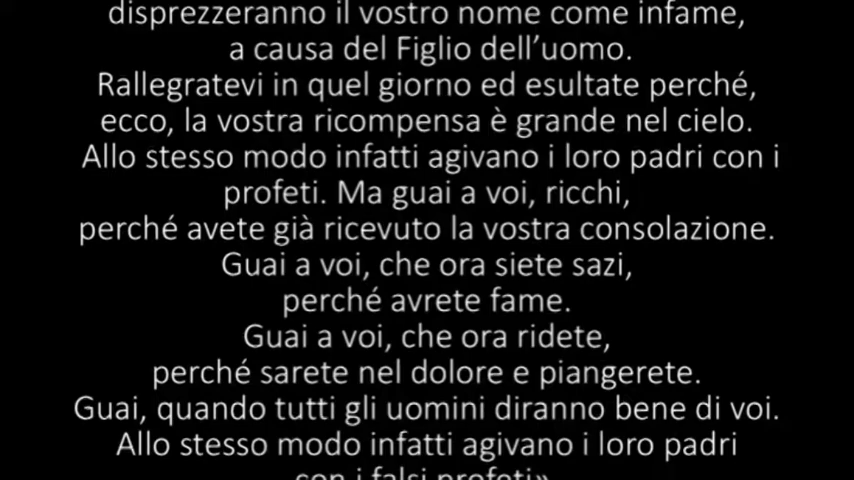 disprezzeranno il vostro nome come infame,
a causa del Figlio dell’uomo.
Rallegratevi in quel giorno ed esultate perché,
ecco, la vostra ricompensa è grande nel cielo.
Allo stesso modo infatti agivano i loro padri con i
profeti. Ma guai a voi, ricchi,
perché avete già ricevuto la vostra consolazione.
Guai a voi, che ora siete sazi,
perché avrete fame.
Guai a voi, che ora ridete,
perché sarete nel dolore e piangerete.
Guai, quando tutti gli uomini diranno bene di voi.
Allo stesso modo infatti agivano i loro padri
con i falsi profeti».